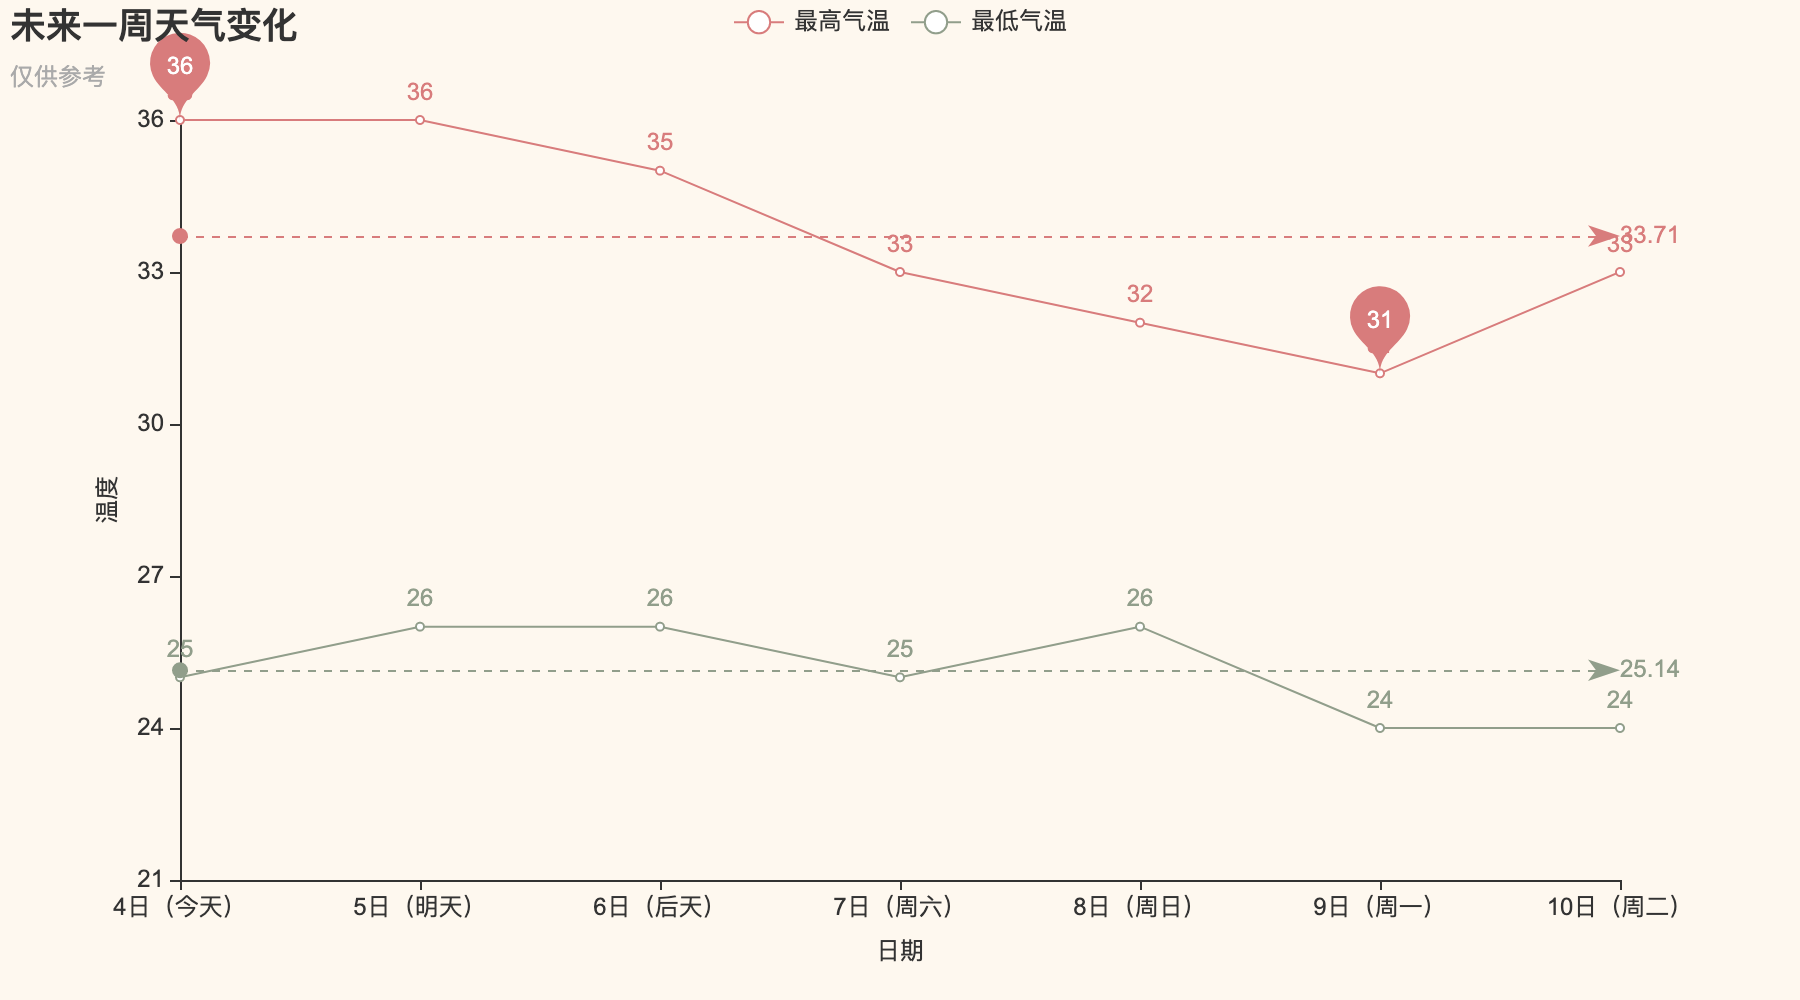 未来一周天气变化
仅供参考
最高气温
最低气温
36
36
35
33
32
31
33
33.71
25
26
26
25
26
24
24
25.14
36
33
30
27
24
21
温度
4日（今天）
5日（明天）
6日（后天）
7日（周六）
8日（周日）
9日（周一）
10日（周二）
日期